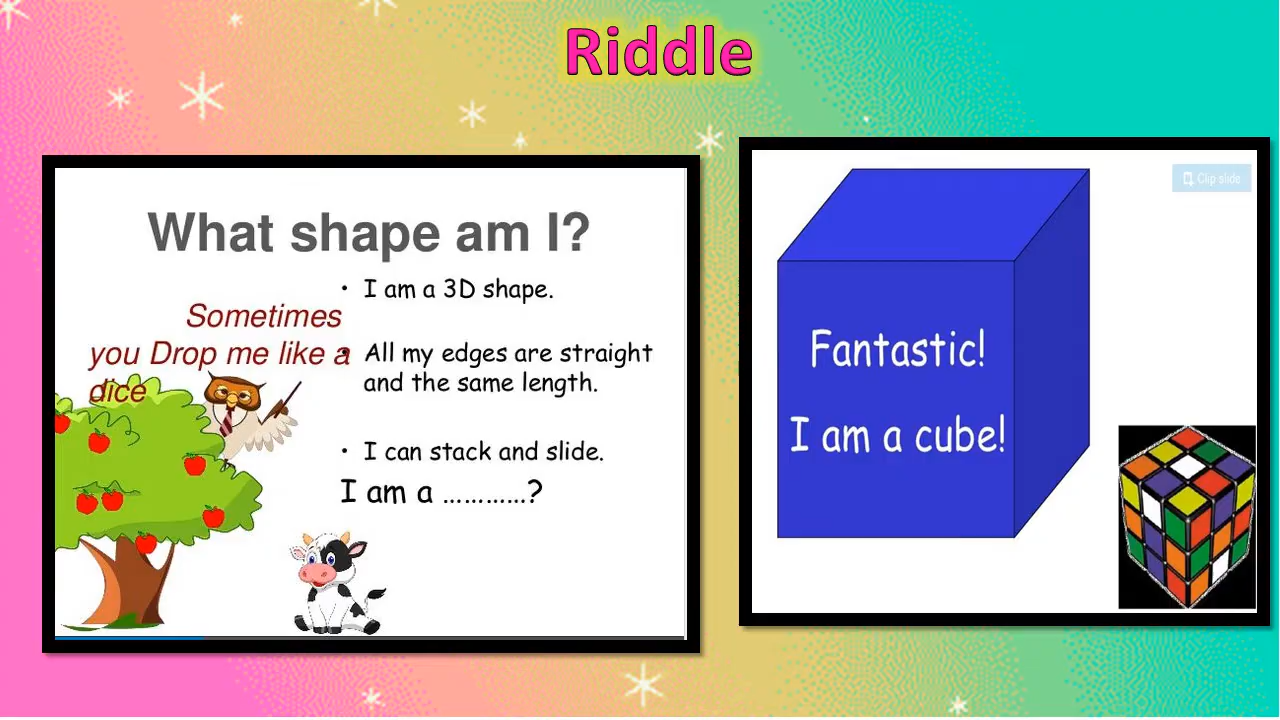 Riddle
What shape am I?
Sometimes
you Drop me like a
dice
• I am a 3D shape.
• All my edges are straight
and the same length.
• I can stack and slide.
I am a …………?
Clip slide
Fantastic!
I am a cube!